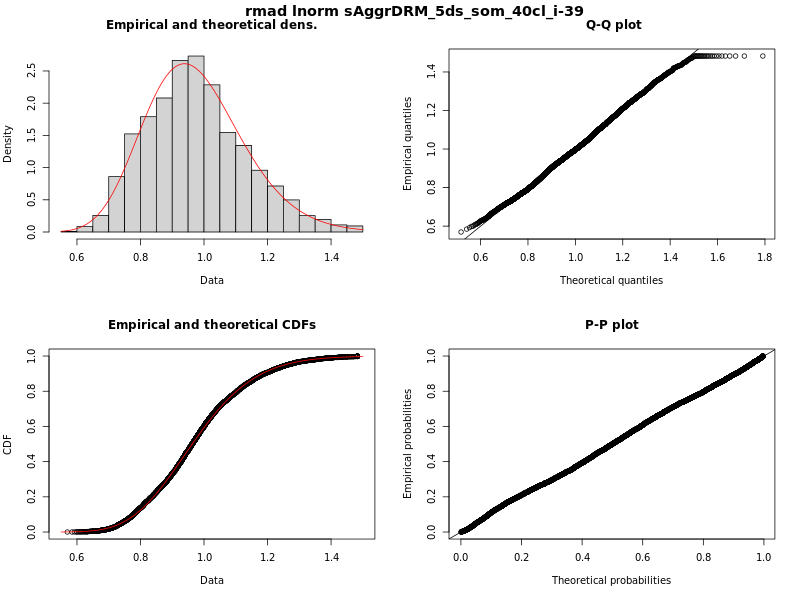 rmad lnorm sAggrDRM_5ds_som_40cl_i-39
Empirical and theoretical dens.
Density
0.0 0.5 1.0 1.5 2.0 2.5
0.6 0.8 1.0 1.2 1.4
Data
Q-Q plot
Empirical quantiles
0.6 0.8 1.0 1.2 1.4
0.6 0.8 1.0 1.2 1.4 1.6 1.8
Theoretical quantiles
Empirical and theoretical CDFs
CDF
0.0 0.2 0.4 0.6 0.8 1.0
0.6 0.8 1.0 1.2 1.4
Data
P-P plot
Empirical probabilities
0.0 0.2 0.4 0.6 0.8 1.0
0.0 0.2 0.4 0.6 0.8 1.0
Theoretical probabilities